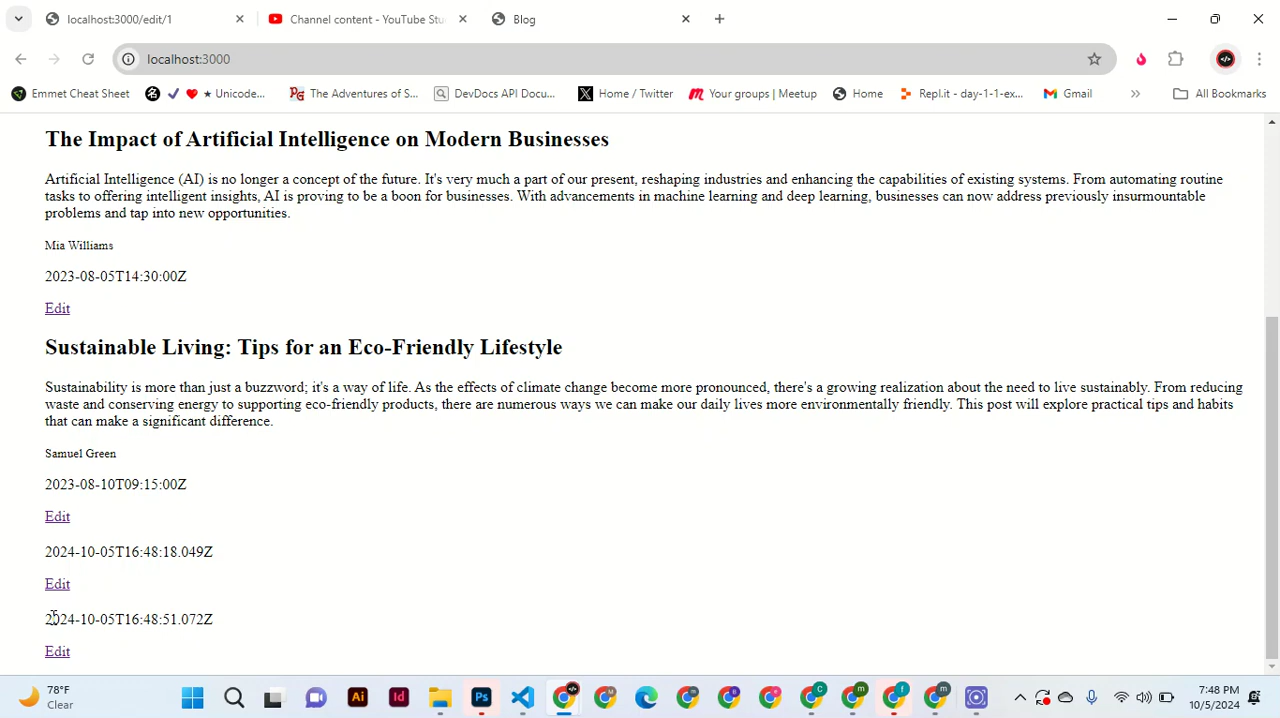 localhost:3000/edit/1
Channel content - YouTube Stu
Blog
localhost:3000
Emmet Cheat Sheet
★ Unicode...
The Adventures of S...
DevDocs API Docu...
Home / Twitter
Your groups | Meetup
Home
Repl.it - day-1-1-ex...
Gmail
All Bookmarks
The Impact of Artificial Intelligence on Modern Businesses
Artificial Intelligence (AI) is no longer a concept of the future. It's very much a part of our present, reshaping industries and enhancing the capabilities of existing systems. From automating routine
tasks to offering intelligent insights, AI is proving to be a boon for businesses. With advancements in machine learning and deep learning, businesses can now address previously insurmountable
problems and tap into new opportunities.
Mia Williams
2023-08-05T14:30:00Z
Edit
Sustainable Living: Tips for an Eco-Friendly Lifestyle
Sustainability is more than just a buzzword; it's a way of life. As the effects of climate change become more pronounced, there's a growing realization about the need to live sustainably. From reducing
waste and conserving energy to supporting eco-friendly products, there are numerous ways we can make our daily lives more environmentally friendly. This post will explore practical tips and habits
that can make a significant difference.
Samuel Green
2023-08-10T09:15:00Z
Edit
2024-10-05T16:48:18.049Z
Edit
2024-10-05T16:48:51.072Z
Edit
78°F
Clear
Ai
Id
Ps
7:48 PM
10/5/2024